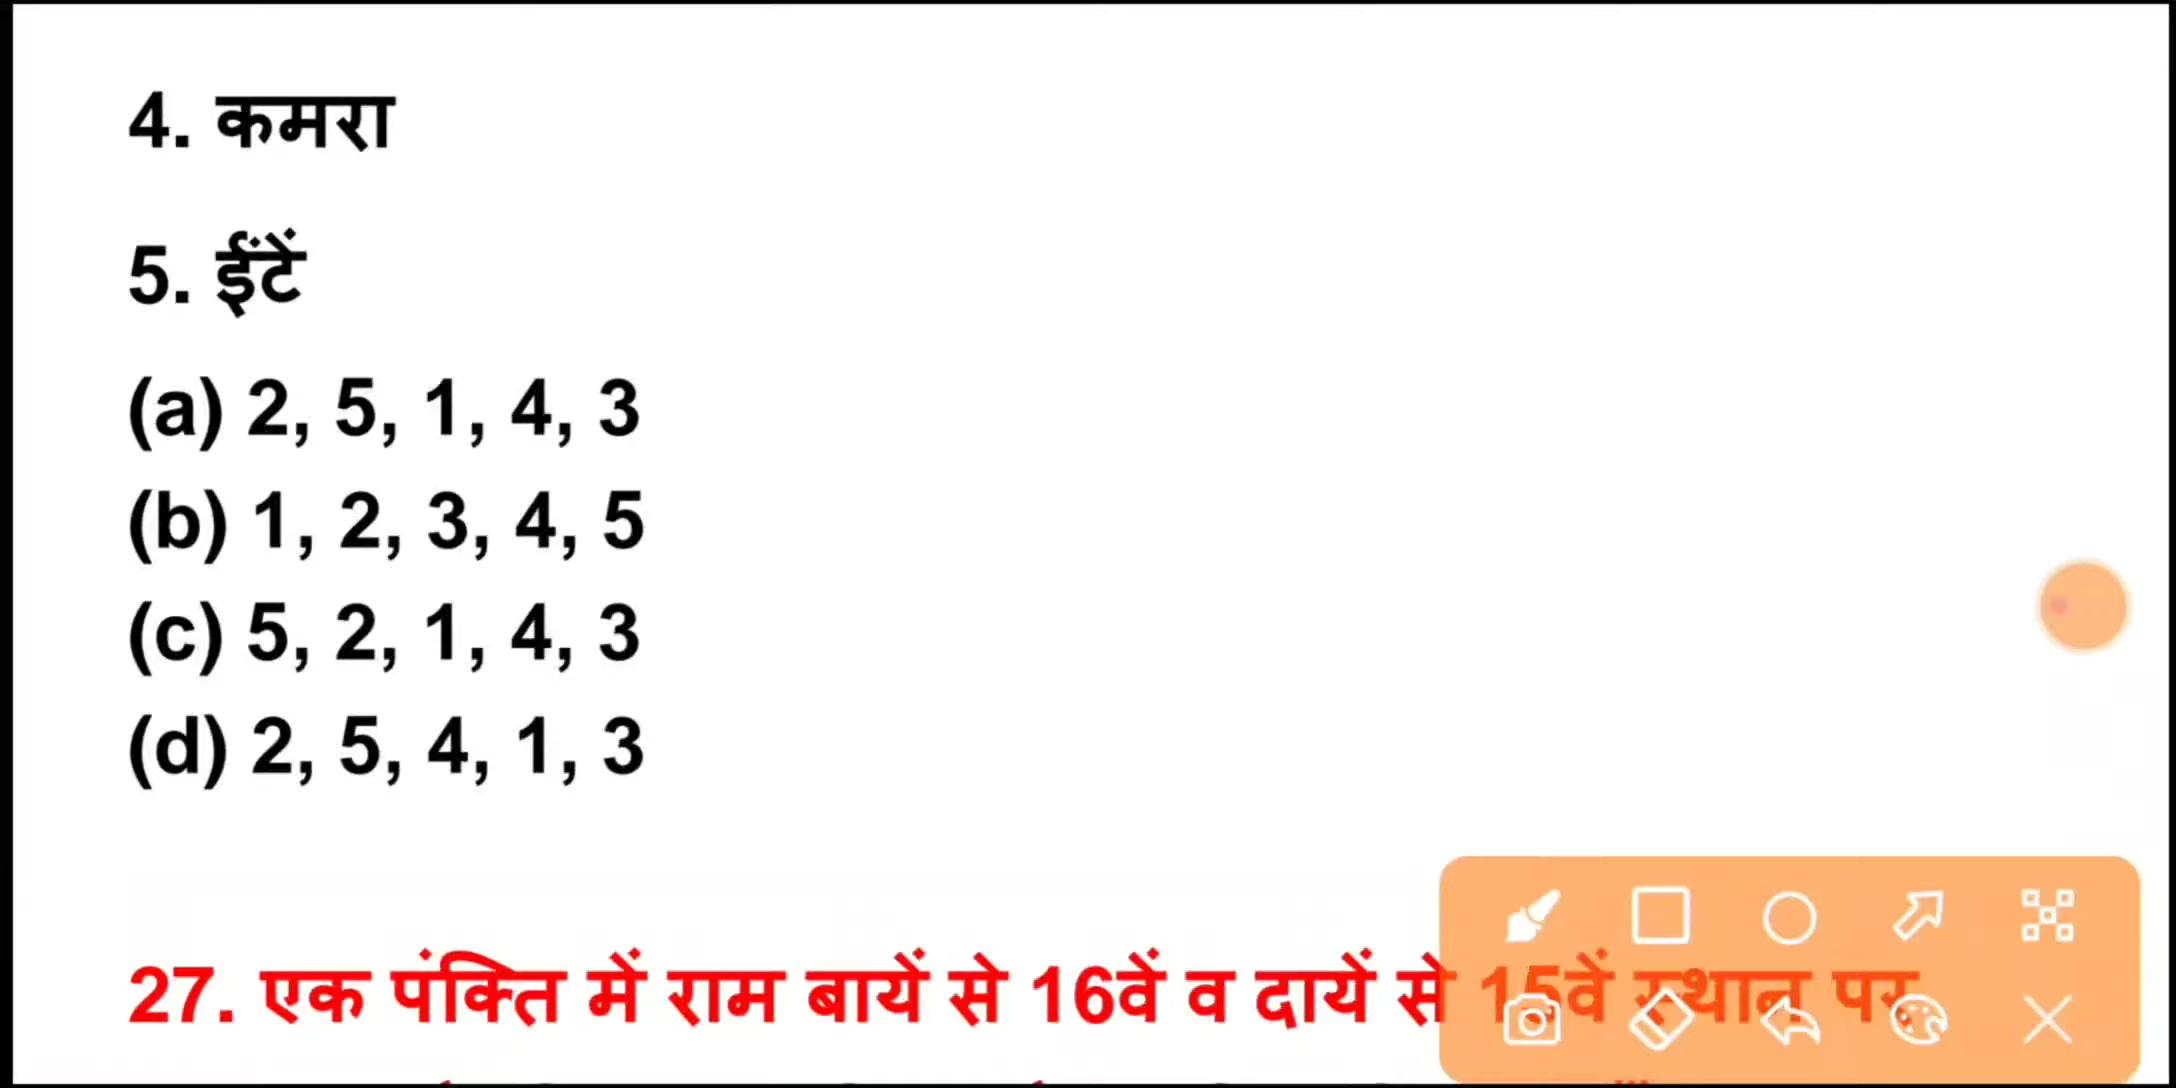 4. कमरा
5. ईंटें
(a) 2, 5, 1, 4, 3
(b) 1, 2, 3, 4, 5
(c) 5, 2, 1, 4, 3
(d) 2, 5, 4, 1, 3
27. एक पंक्ति में राम बायें से 16वें व दायें से 15वें स्थान पर